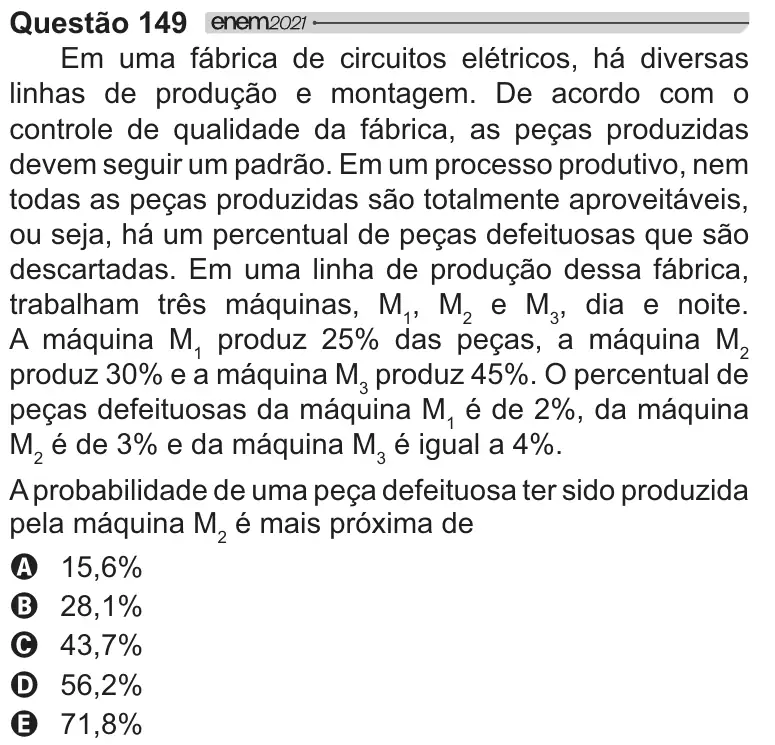 Questão 149 enem2021
Em uma fábrica de circuitos elétricos, há diversas
linhas de produção e montagem. De acordo com o
controle de qualidade da fábrica, as peças produzidas
devem seguir um padrão. Em um processo produtivo, nem
todas as peças produzidas são totalmente aproveitáveis,
ou seja, há um percentual de peças defeituosas que são
descartadas. Em uma linha de produção dessa fábrica,
trabalham três máquinas, M₁, M₂ e M₃, dia e noite.
A máquina M₁ produz 25% das peças, a máquina M₂
produz 30% e a máquina M₃ produz 45%. O percentual de
peças defeituosas da máquina M₁ é de 2%, da máquina
M₂ é de 3% e da máquina M₃ é igual a 4%.
A probabilidade de uma peça defeituosa ter sido produzida
pela máquina M₂ é mais próxima de
A 15,6%
B 28,1%
C 43,7%
D 56,2%
E 71,8%